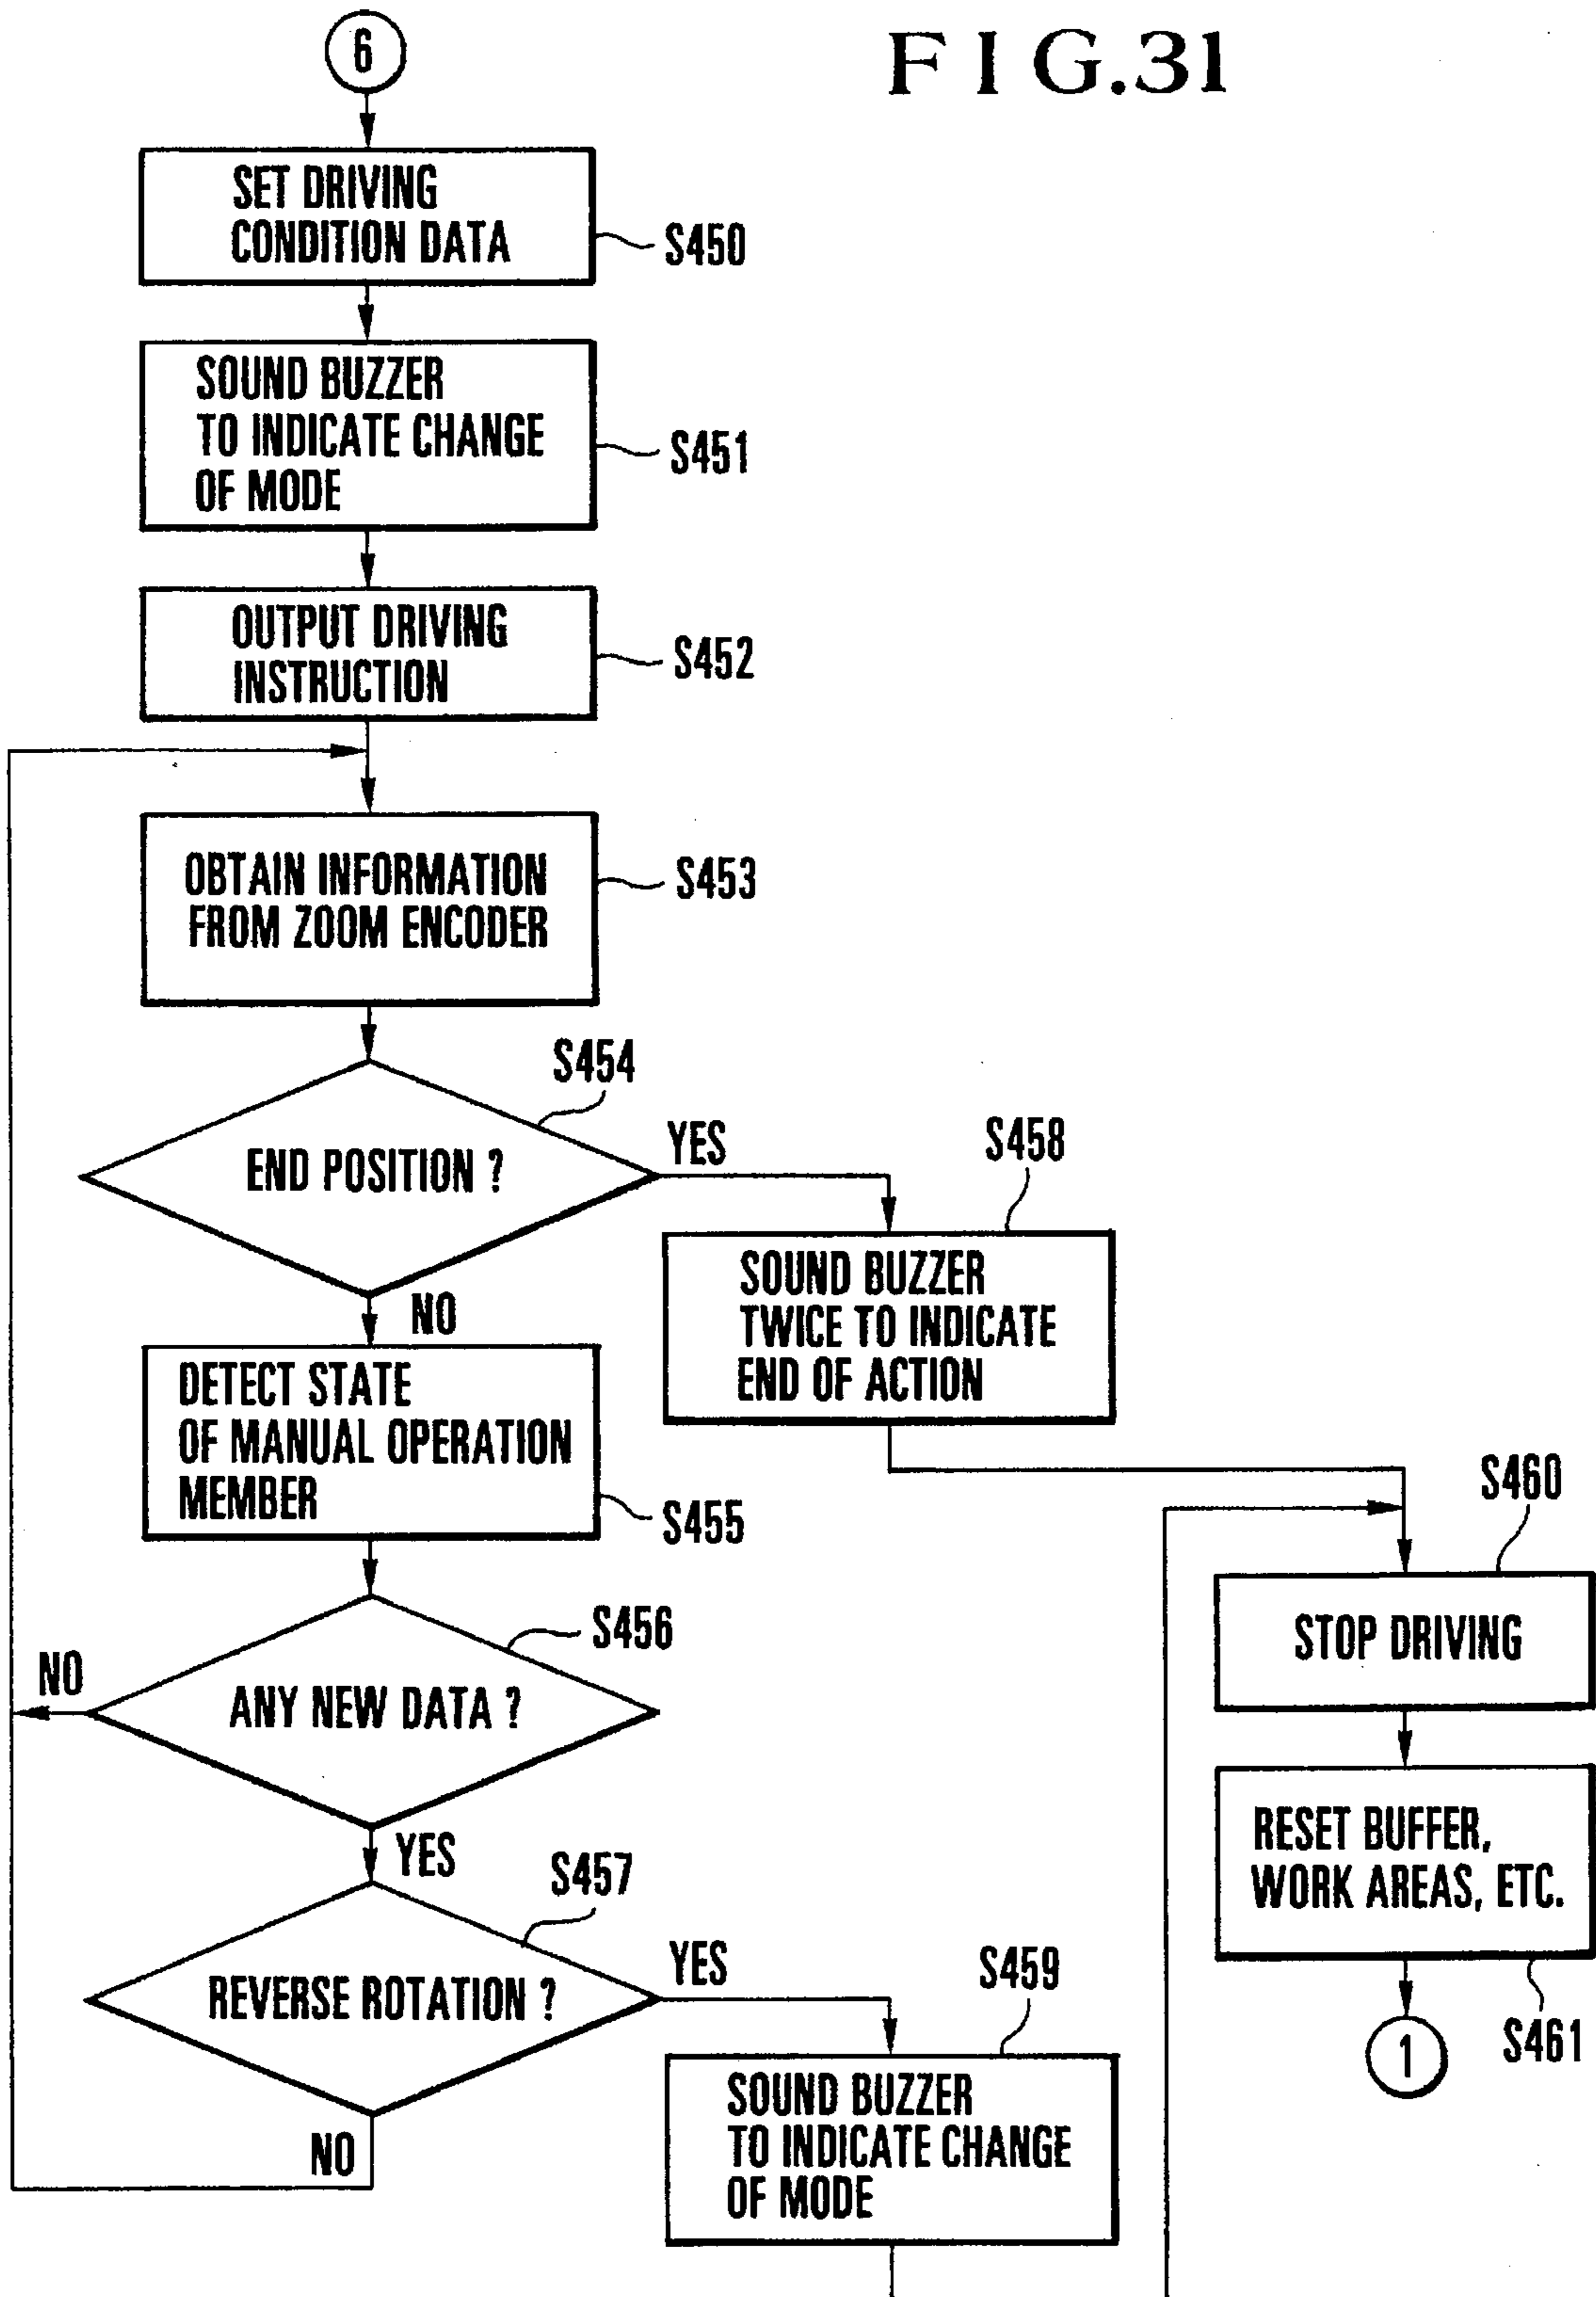 6
FIG.31
SET DRIVING
CONDITION DATA
S450
SOUND BUZZER
TO INDICATE CHANGE
OF MODE
S451
OUTPUT DRIVING
INSTRUCTION
S452
OBTAIN INFORMATION
FROM ZOOM ENCODER
S453
S454
END POSITION ?
YES
NO
S458
SOUND BUZZER
TWICE TO INDICATE
END OF ACTION
DETECT STATE
OF MANUAL OPERATION
MEMBER
S455
S456
ANY NEW DATA ?
NO
YES
S457
REVERSE ROTATION ?
YES
NO
S459
SOUND BUZZER
TO INDICATE CHANGE
OF MODE
S460
STOP DRIVING
RESET BUFFER,
WORK AREAS, ETC.
S461
1